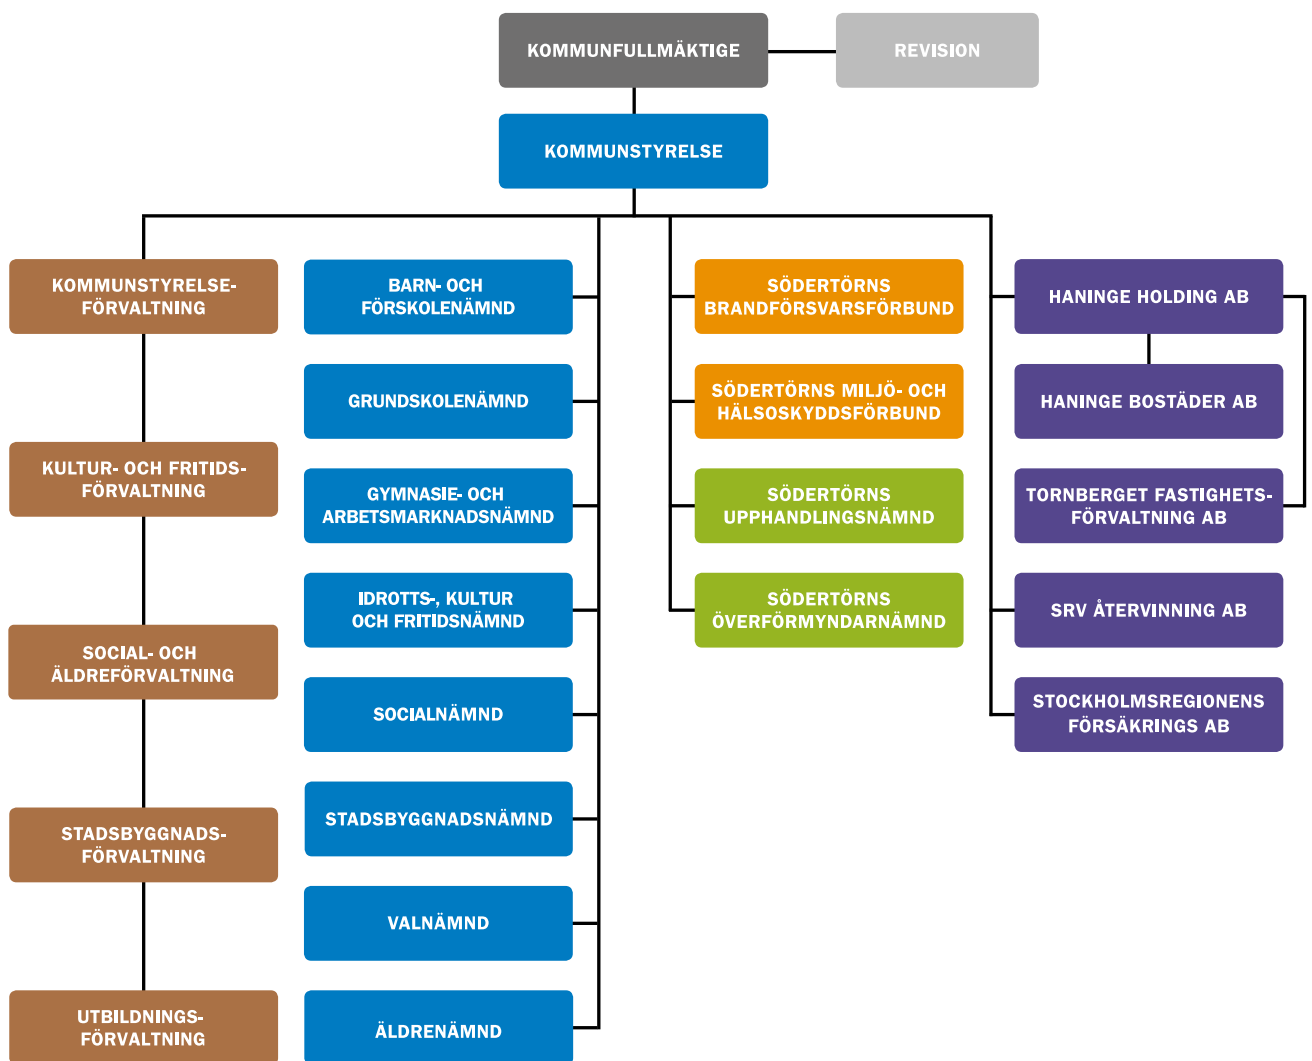 KOMMUNFULLMÄKTIGE
REVISION
KOMMUNSTYRELSE
KOMMUNSTYRELSE-
FÖRVALTNING
KULTUR- OCH FRITIDS-
FÖRVALTNING
SOCIAL- OCH
ÄLDREFÖRVALTNING
STADSBYGGNADS-
FÖRVALTNING
UTBILDNINGS-
FÖRVALTNING
BARN- OCH
FÖRSKOLENÄMND
GRUNDSKOLENÄMND
GYMNASIE- OCH
ARBETSMARKNADSNÄMND
IDROTTS-, KULTUR
OCH FRITIDSNÄMND
SOCIALNÄMND
STADSBYGGNADSNÄMND
VALNÄMND
ÄLDRENÄMND
SÖDERTÖRNS
BRANDFÖRSVARSFÖRBUND
SÖDERTÖRNS MILJÖ- OCH
HÄLSOSKYDDSFÖRBUND
SÖDERTÖRNS
UPPHANDLINGSNÄMND
SÖDERTÖRNS
ÖVERFÖRMYNDARNÄMND
HANINGE HOLDING AB
HANINGE BOSTÄDER AB
TORNBERGET FASTIGHETS-
FÖRVALTNING AB
SRV ÅTERVINNING AB
STOCKHOLMSREGIONENS
FÖRSÄKRINGS AB